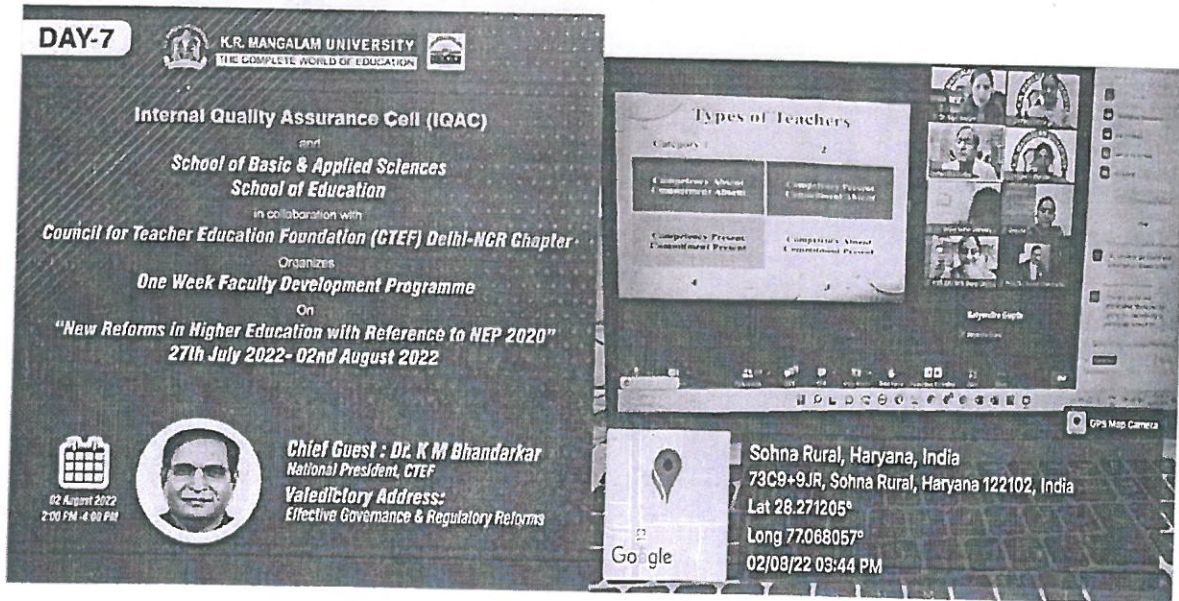 DAY-7
K.R. MANGALAM UNIVERSITY
THE COMPLETE WORLD OF EDUCATION
Internal Quality Assurance Cell (IQAC)
and
School of Basic & Applied Sciences
School of Education
in collaboration with
Council for Teacher Education Foundation (CTEF) Delhi-NCR Chapter
Organizes
One Week Faculty Development Programme
On
"New Reforms in Higher Education with Reference to NEP 2020"
27th July 2022- 02nd August 2022
02 August 2022
2:00 PM -4:00 PM
Chief Guest : Dr. K M Bhandarkar
National President, CTEF
Valedictory Address:
Effective Governance & Regulatory Reforms
Types of Teachers
Category 1
2
Competency Absent
Commitment Absent
Competency Present
Commitment Absent
Competency Present
Commitment Present
Competency Absent
Commitment Present
4
3
GPS Map Camera
Google
Sohna Rural, Haryana, India
73C9+9JR, Sohna Rural, Haryana 122102, India
Lat 28.271205°
Long 77.068057°
02/08/22 03:44 PM